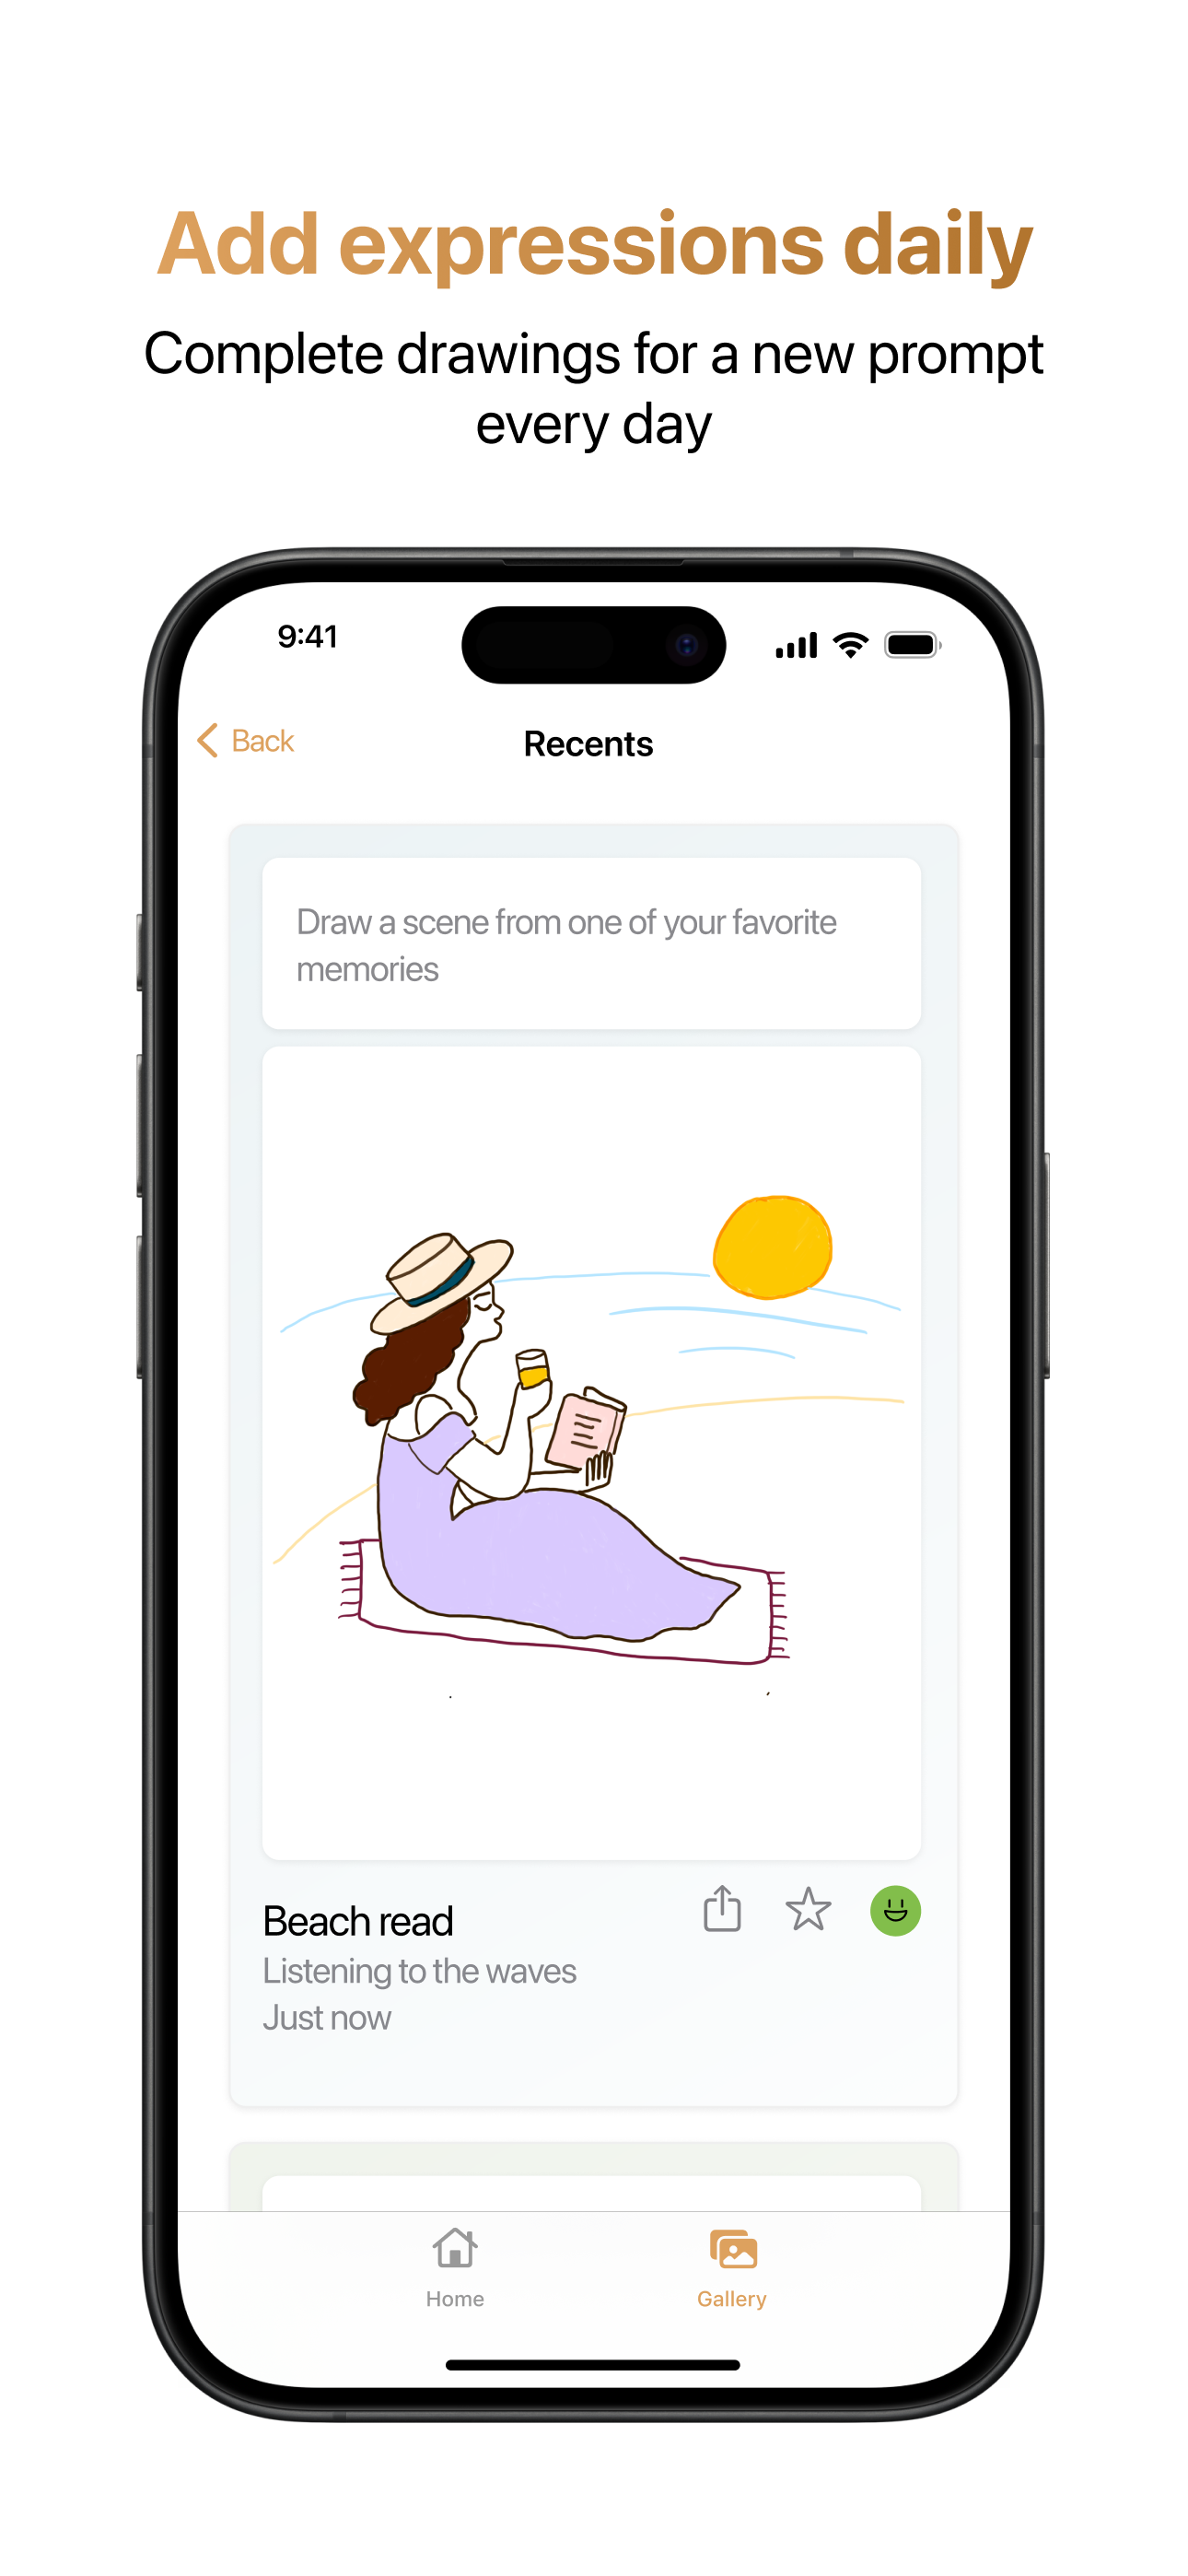 Add expressions daily
Complete drawings for a new prompt
every day
9:41
Back
Recents
Draw a scene from one of your favorite
memories
Beach read
Listening to the waves
Just now
Home
Gallery